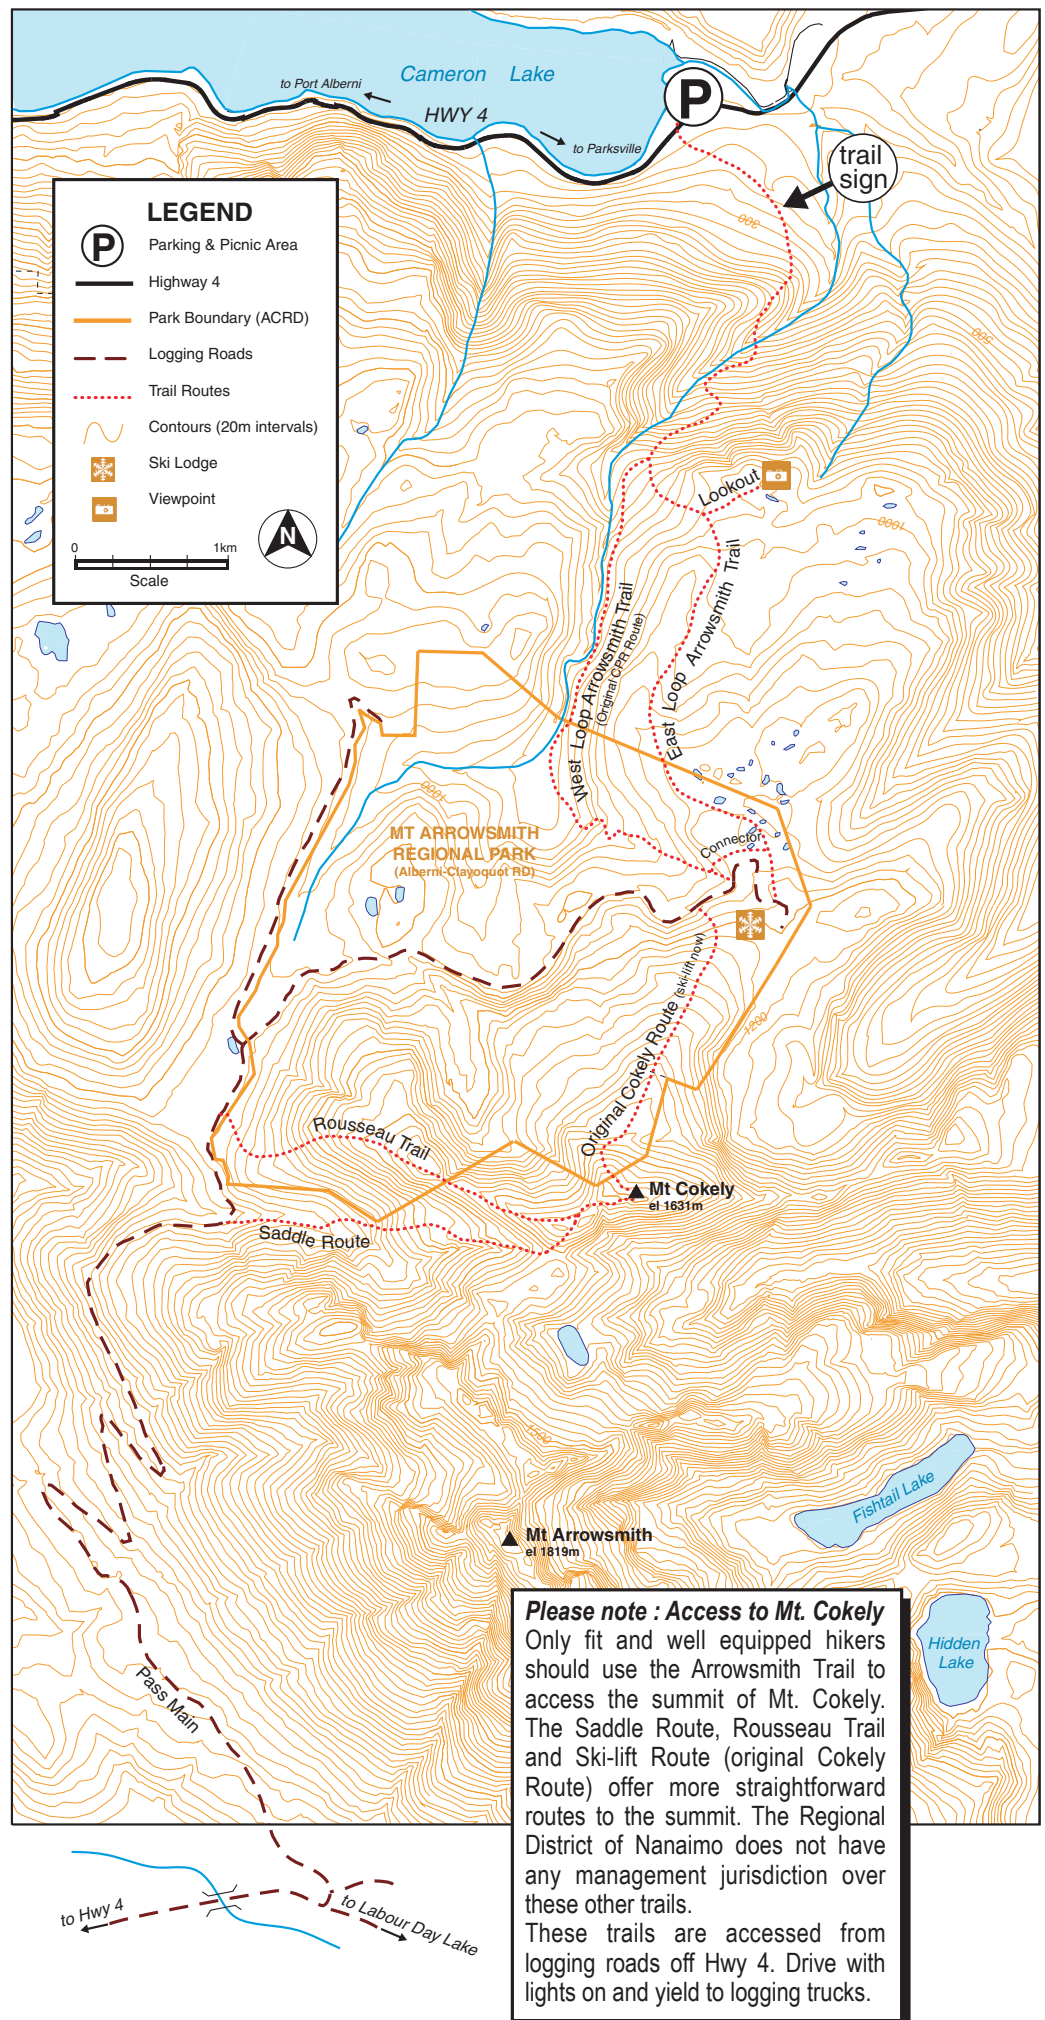 to Port Alberni
Cameron Lake
HWY 4
to Parksville
P
trail
sign
LEGEND
P
Parking & Picnic Area
Highway 4
Park Boundary (ACRD)
Logging Roads
Trail Routes
Contours (20m intervals)
Ski Lodge
Viewpoint
N
0 1km
Scale
300
500
Lookout
1000
East Loop Arrowsmith Trail
West Loop Arrowsmith Trail
(Original CPR Route)
1000
MT ARROWSMITH
REGIONAL PARK
(Alberni-Clayoquot RD)
Connector
Original Cokely Route (ski-lift now)
1200
Rousseau Trail
Mt Cokely
el 1631m
Saddle Route
1500
Fishtail Lake
Mt Arrowsmith
el 1819m
Hidden
Lake
Pass Main
Please note : Access to Mt. Cokely
Only fit and well equipped hikers
should use the Arrowsmith Trail to
access the summit of Mt. Cokely.
The Saddle Route, Rousseau Trail
and Ski-lift Route (original Cokely
Route) offer more straightforward
routes to the summit. The Regional
District of Nanaimo does not have
any management jurisdiction over
these other trails.
These trails are accessed from
logging roads off Hwy 4. Drive with
lights on and yield to logging trucks.
to Hwy 4
to Labour Day Lake